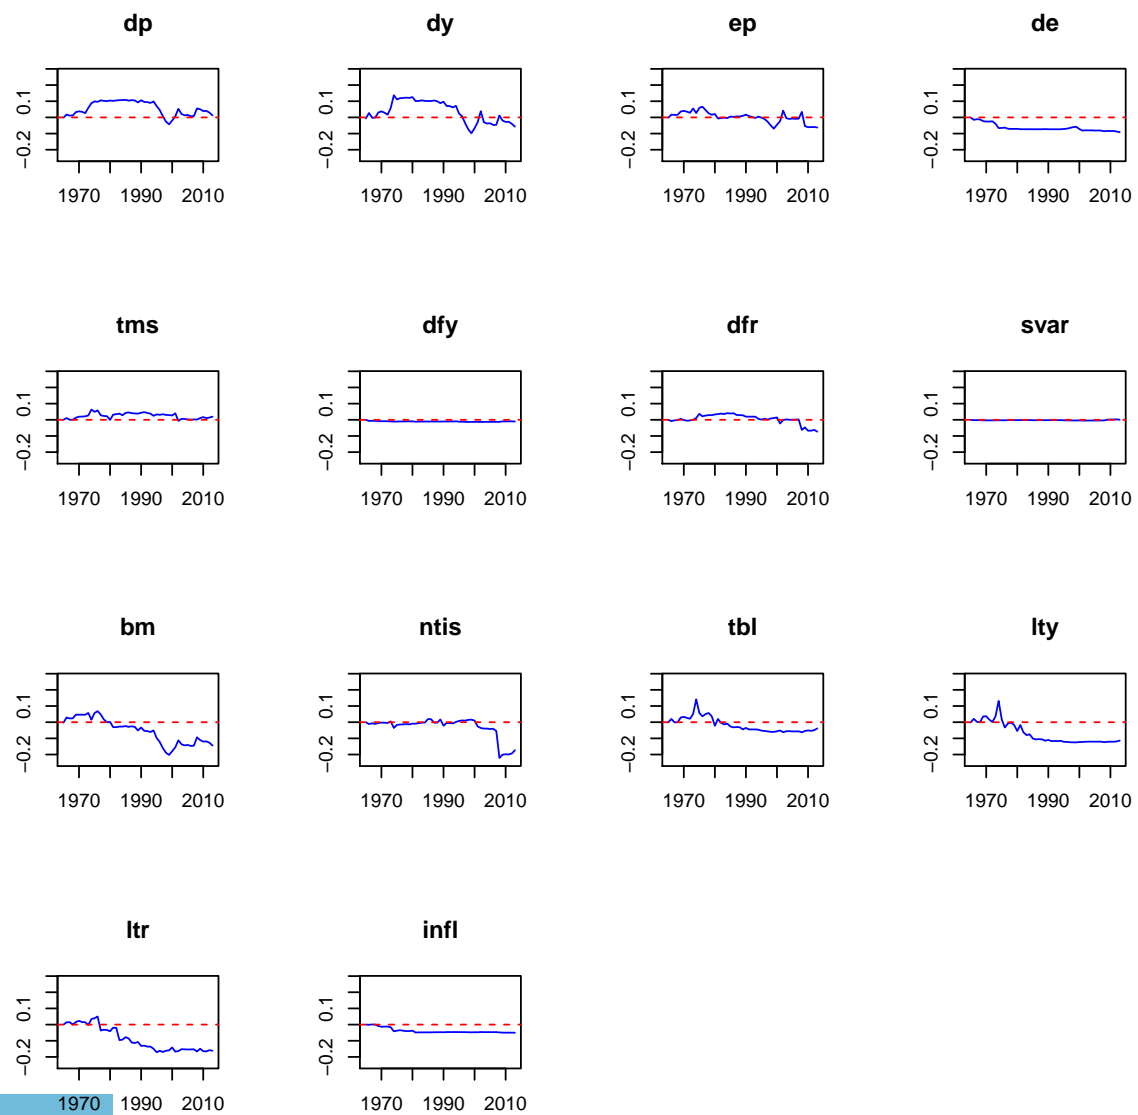 dp dy ep de
0.1 0.1 0.1 0.1
−0.2 −0.2 −0.2 −0.2
1970 1990 2010 1970 1990 2010 1970 1990 2010 1970 1990 2010
tms dfy dfr svar
0.1 0.1 0.1 0.1
−0.2 −0.2 −0.2 −0.2
1970 1990 2010 1970 1990 2010 1970 1990 2010 1970 1990 2010
bm ntis tbl lty
0.1 0.1 0.1 0.1
−0.2 −0.2 −0.2 −0.2
1970 1990 2010 1970 1990 2010 1970 1990 2010 1970 1990 2010
ltr infl
0.1 0.1
−0.2 −0.2
1970 1990 2010 1970 1990 2010